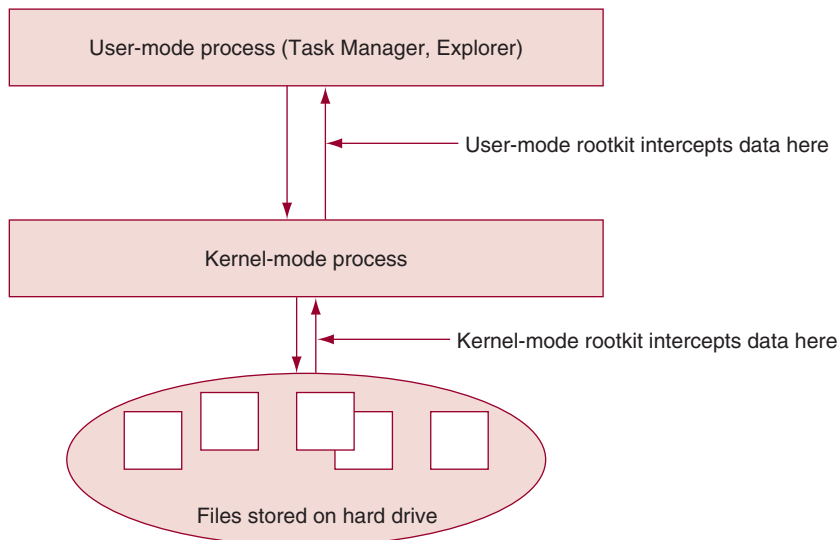 User-mode process (Task Manager, Explorer)
User-mode rootkit intercepts data here
Kernel-mode process
Kernel-mode rootkit intercepts data here
Files stored on hard drive